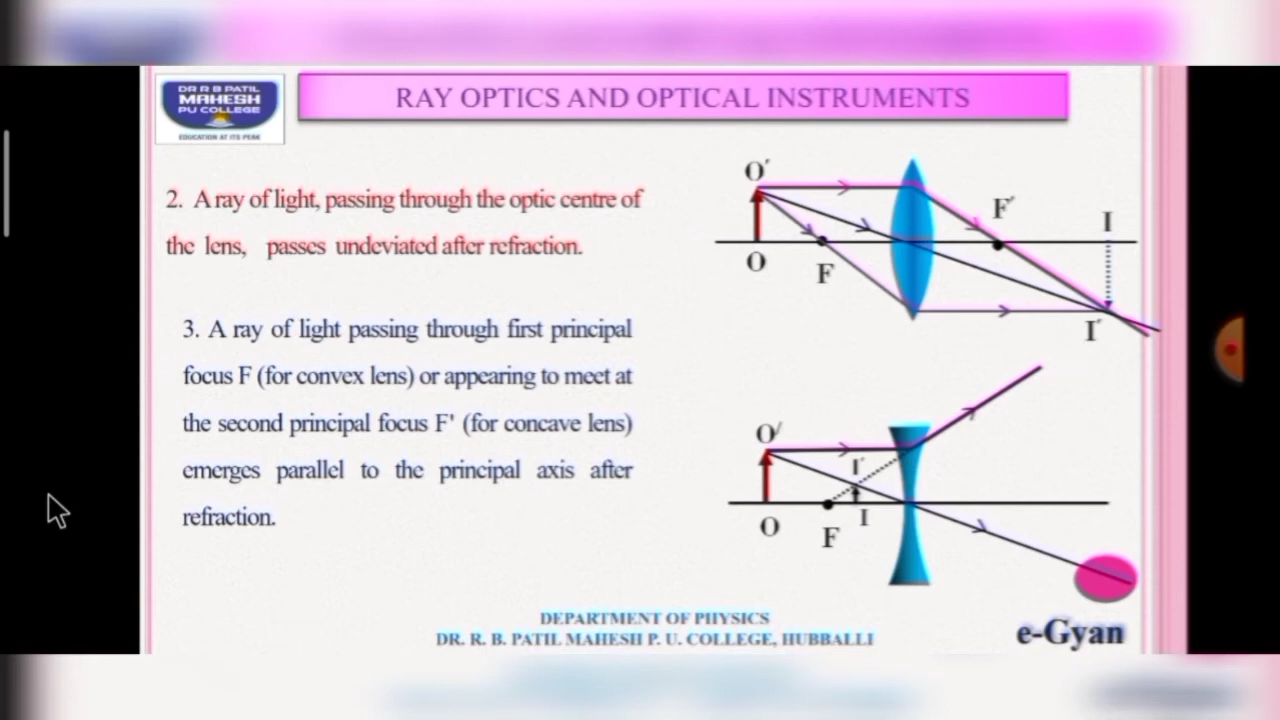 DR R B PATIL
MAHESH
PU COLLEGE
EDUCATION AT ITS PEAK
RAY OPTICS AND OPTICAL INSTRUMENTS
2. A ray of light, passing through the optic centre of
the lens, passes undeviated after refraction.
3. A ray of light passing through first principal
focus F (for convex lens) or appearing to meet at
the second principal focus F' (for concave lens)
emerges parallel to the principal axis after
refraction.
O'
F'
I
O
F
I'
O'
I'
O
F
I
DEPARTMENT OF PHYSICS
DR. R. B. PATIL MAHESH P. U. COLLEGE, HUBBALLI
e-Gyan